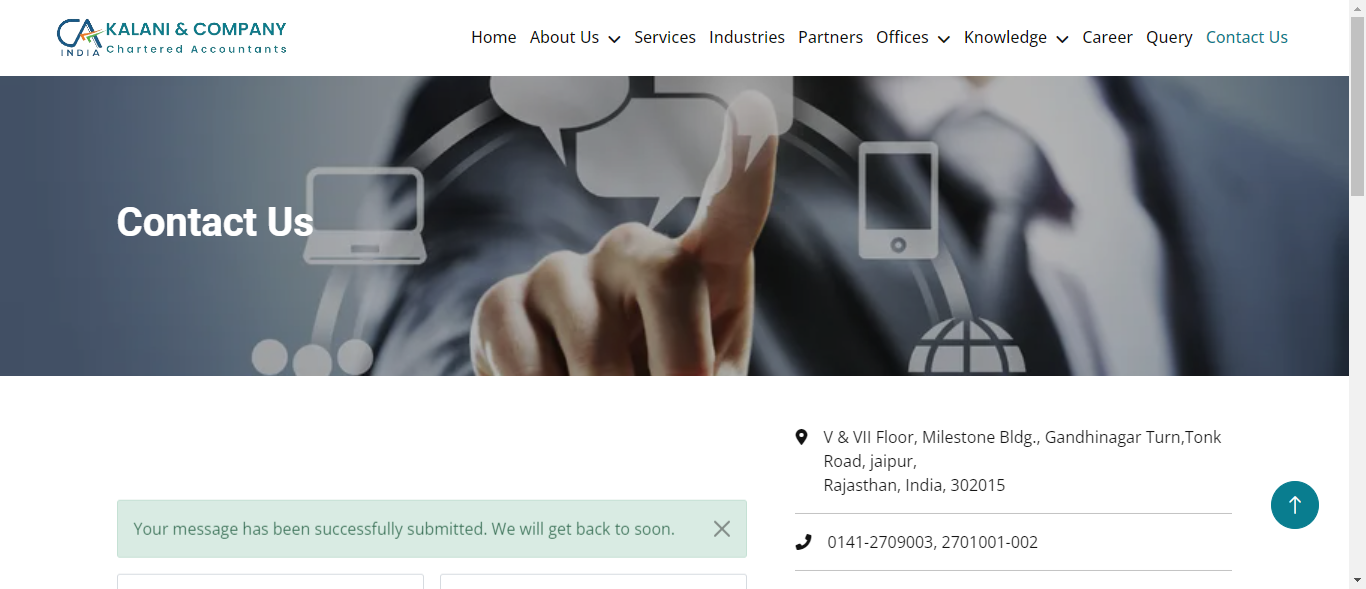 CA
INDIA
KALANI & COMPANY
Chartered Accountants
Home About Us Services Industries Partners Offices Knowledge Career Query Contact Us
Contact Us
Your message has been successfully submitted. We will get back to soon.
V & VII Floor, Milestone Bldg., Gandhinagar Turn,Tonk
Road, jaipur,
Rajasthan, India, 302015
0141-2709003, 2701001-002